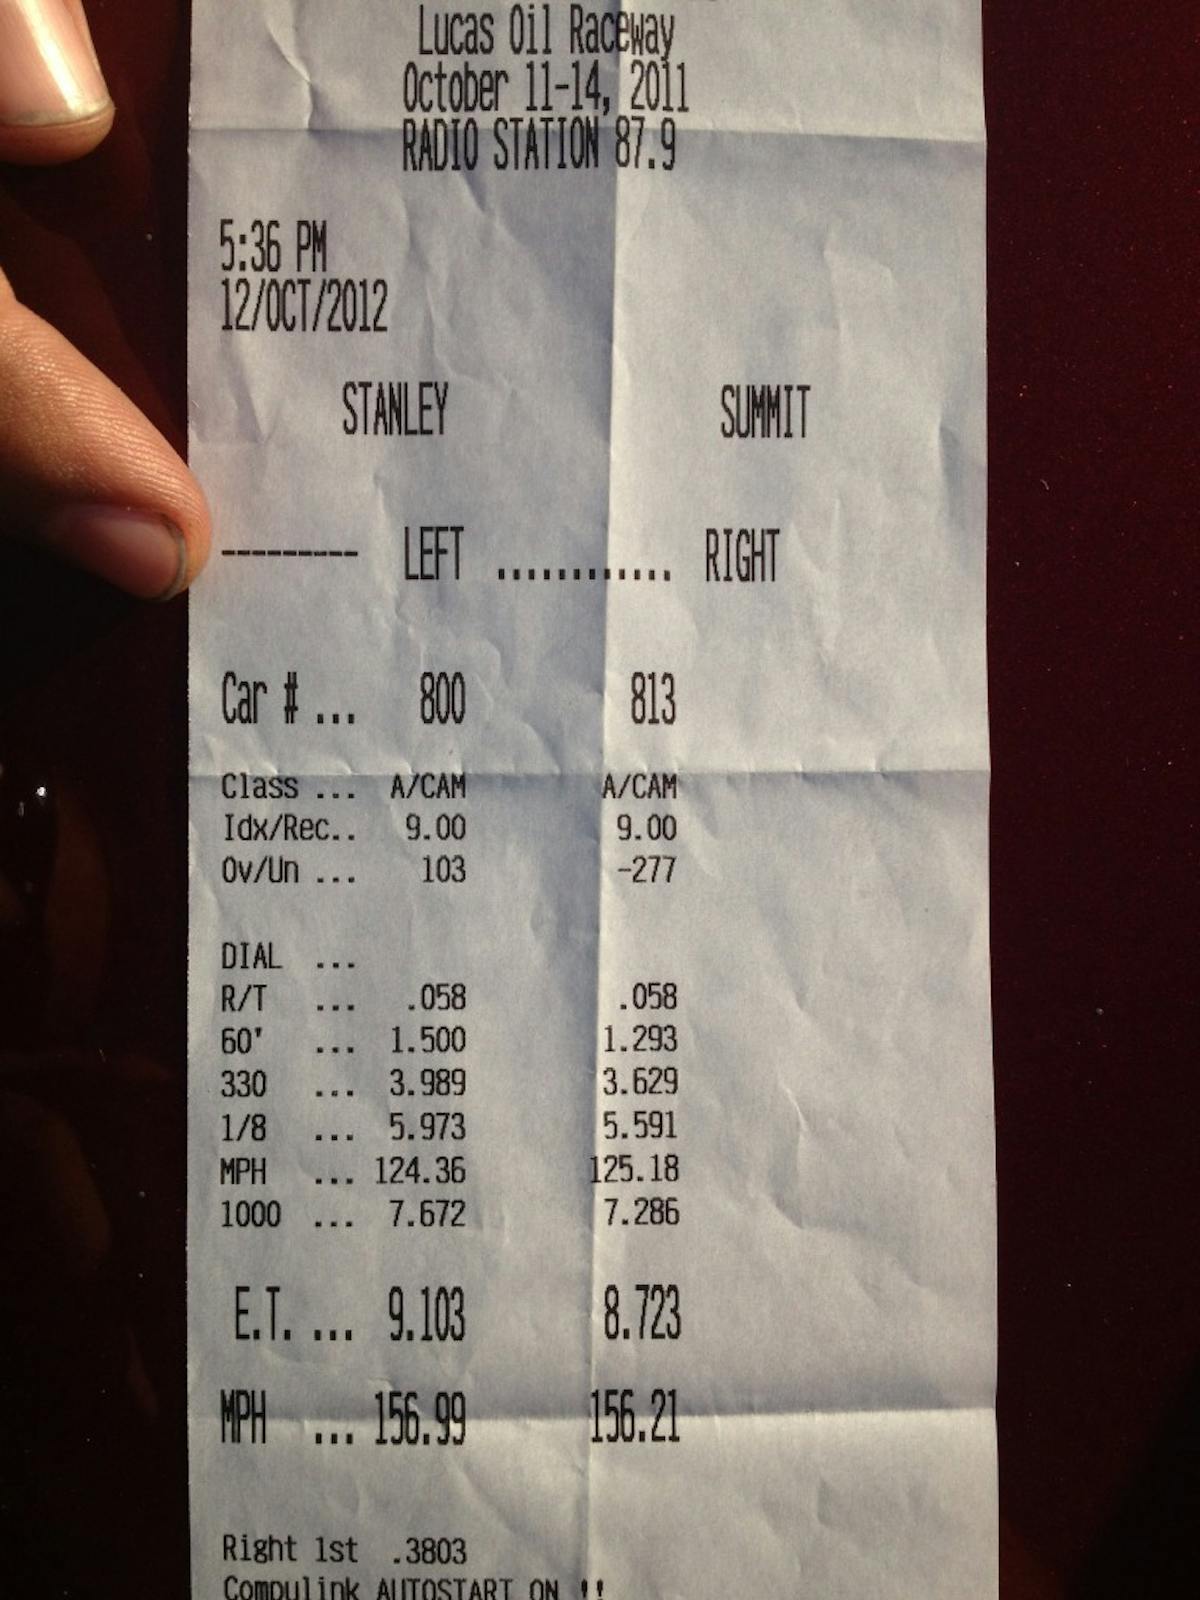 Lucas Oil Raceway
October 11-14, 2011
RADIO STATION 87.9
5:36 PM
12/OCT/2012
STANLEY SUMMIT
--------- LEFT ............ RIGHT
Car # ... 800 813
Class ... A/CAM A/CAM
Idx/Rec.. 9.00 9.00
Ov/Un ... 103 -277
DIAL ...
R/T ... .058 .058
60' ... 1.500 1.293
330 ... 3.989 3.629
1/8 ... 5.973 5.591
MPH ... 124.36 125.18
1000 ... 7.672 7.286
E.T. ... 9.103 8.723
MPH ... 156.99 156.21
Right 1st .3803
Compulink AUTOSTART ON !!